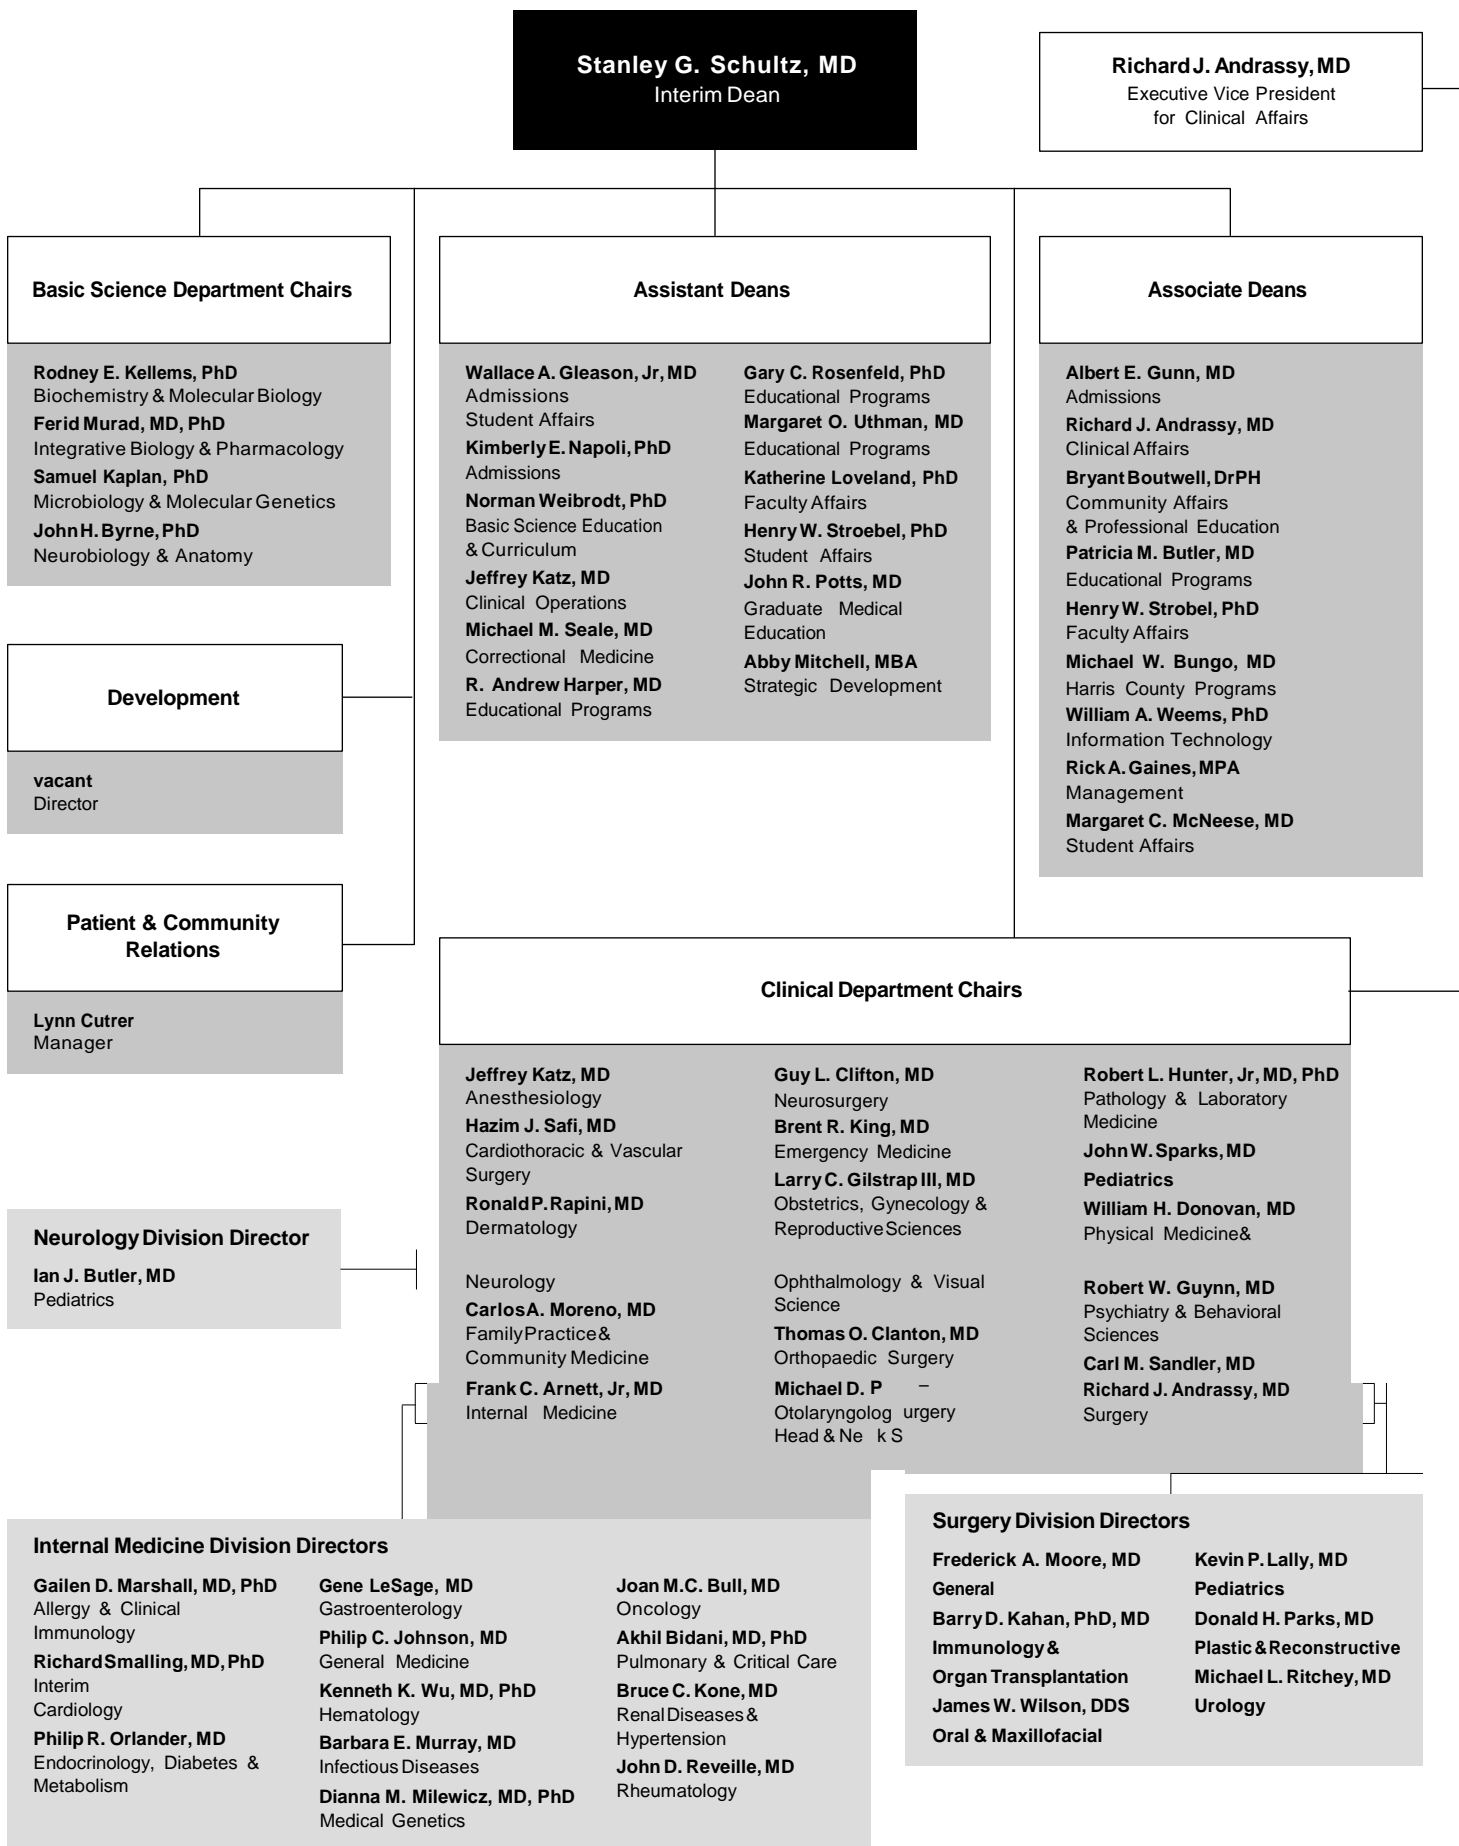 Stanley G. Schultz, MD
Interim Dean
Richard J. Andrassy, MD
Executive Vice President
for Clinical Affairs
Basic Science Department Chairs
Rodney E. Kellems, PhD
Biochemistry & Molecular Biology
Ferid Murad, MD, PhD
Integrative Biology & Pharmacology
Samuel Kaplan, PhD
Microbiology & Molecular Genetics
John H. Byrne, PhD
Neurobiology & Anatomy
Assistant Deans
Wallace A. Gleason, Jr, MD
Admissions
Student Affairs
Kimberly E. Napoli, PhD
Admissions
Norman Weibrodt, PhD
Basic Science Education
& Curriculum
Jeffrey Katz, MD
Clinical Operations
Michael M. Seale, MD
Correctional Medicine
R. Andrew Harper, MD
Educational Programs
Gary C. Rosenfeld, PhD
Educational Programs
Margaret O. Uthman, MD
Educational Programs
Katherine Loveland, PhD
Faculty Affairs
Henry W. Stroebel, PhD
Student Affairs
John R. Potts, MD
Graduate Medical
Education
Abby Mitchell, MBA
Strategic Development
Associate Deans
Albert E. Gunn, MD
Admissions
Richard J. Andrassy, MD
Clinical Affairs
Bryant Boutwell, DrPH
Community Affairs
& Professional Education
Patricia M. Butler, MD
Educational Programs
Henry W. Strobel, PhD
Faculty Affairs
Michael W. Bungo, MD
Harris County Programs
William A. Weems, PhD
Information Technology
Rick A. Gaines, MPA
Management
Margaret C. McNeese, MD
Student Affairs
Development
vacant
Director
Patient & Community
Relations
Lynn Cutrer
Manager
Clinical Department Chairs
Jeffrey Katz, MD
Anesthesiology
Hazim J. Safi, MD
Cardiothoracic & Vascular
Surgery
Ronald P. Rapini, MD
Dermatology
Neurology
Carlos A. Moreno, MD
Family Practice &
Community Medicine
Frank C. Arnett, Jr, MD
Internal Medicine
Guy L. Clifton, MD
Neurosurgery
Brent R. King, MD
Emergency Medicine
Larry C. Gilstrap III, MD
Obstetrics, Gynecology &
Reproductive Sciences
Ophthalmology & Visual
Science
Thomas O. Clanton, MD
Orthopaedic Surgery
Michael D. P –
Otolaryngolog urgery
Head & Ne k S
Robert L. Hunter, Jr, MD, PhD
Pathology & Laboratory
Medicine
John W. Sparks, MD
Pediatrics
William H. Donovan, MD
Physical Medicine &
Robert W. Guynn, MD
Psychiatry & Behavioral
Sciences
Carl M. Sandler, MD
Richard J. Andrassy, MD
Surgery
Neurology Division Director
Ian J. Butler, MD
Pediatrics
Internal Medicine Division Directors
Gailen D. Marshall, MD, PhD
Allergy & Clinical
Immunology
Richard Smalling, MD, PhD
Interim
Cardiology
Philip R. Orlander, MD
Endocrinology, Diabetes &
Metabolism
Gene LeSage, MD
Gastroenterology
Philip C. Johnson, MD
General Medicine
Kenneth K. Wu, MD, PhD
Hematology
Barbara E. Murray, MD
Infectious Diseases
Dianna M. Milewicz, MD, PhD
Medical Genetics
Joan M.C. Bull, MD
Oncology
Akhil Bidani, MD, PhD
Pulmonary & Critical Care
Bruce C. Kone, MD
Renal Diseases &
Hypertension
John D. Reveille, MD
Rheumatology
Surgery Division Directors
Frederick A. Moore, MD
General
Barry D. Kahan, PhD, MD
Immunology &
Organ Transplantation
James W. Wilson, DDS
Oral & Maxillofacial
Kevin P. Lally, MD
Pediatrics
Donald H. Parks, MD
Plastic & Reconstructive
Michael L. Ritchey, MD
Urology